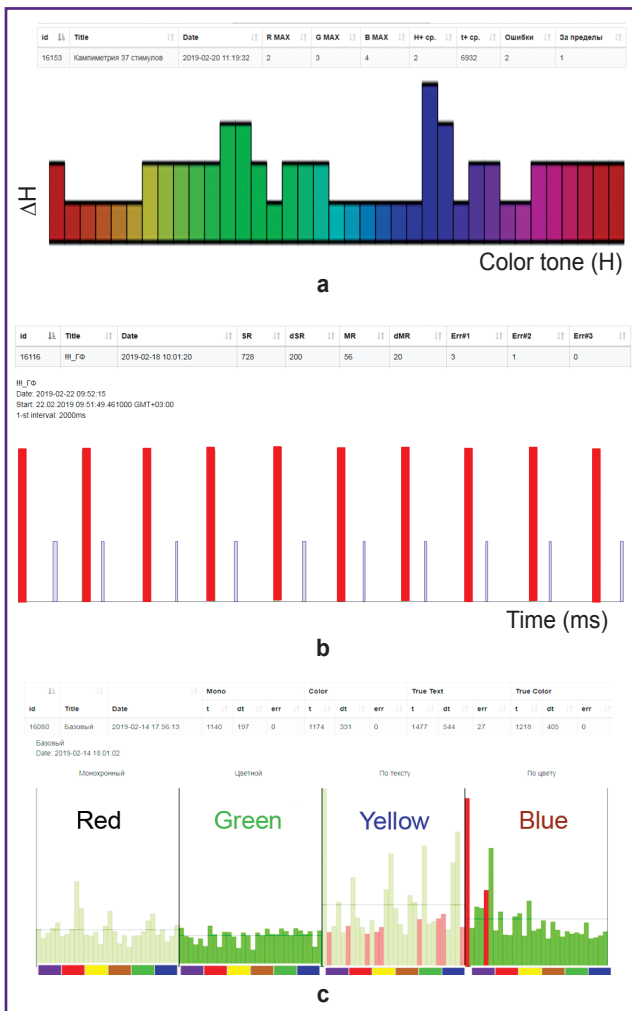 id Title Date R MAX G MAX B MAX H+ ср. t+ ср. Ошибки За пределы
16153 Кампиметрия 37 стимулов 2019-02-20 11:19:32 2 3 4 2 6932 2 1
ΔH
Color tone (H)
a
id Title Date SR dSR MR dMR Err#1 Err#2 Err#3
16116 !!!_ГФ 2019-02-18 10:01:20 728 200 56 20 3 1 0
!!!_ГФ
Date: 2019-02-22 09:52:15
Start: 22.02.2019 09:51:49.461000 GMT+03:00
1-st interval: 2000ms
Time (ms)
b
Mono Color True Text True Color
id Title Date t dt err t dt err t dt err t dt err
16060 Базовый 2019-02-14 17:56:13 1140 197 0 1174 331 0 1477 544 27 1218 405 0
Базовый
Date: 2019-02-14 18:01:02
Монохронный Цветной По тексту По цвету
Red Green Yellow Blue
c